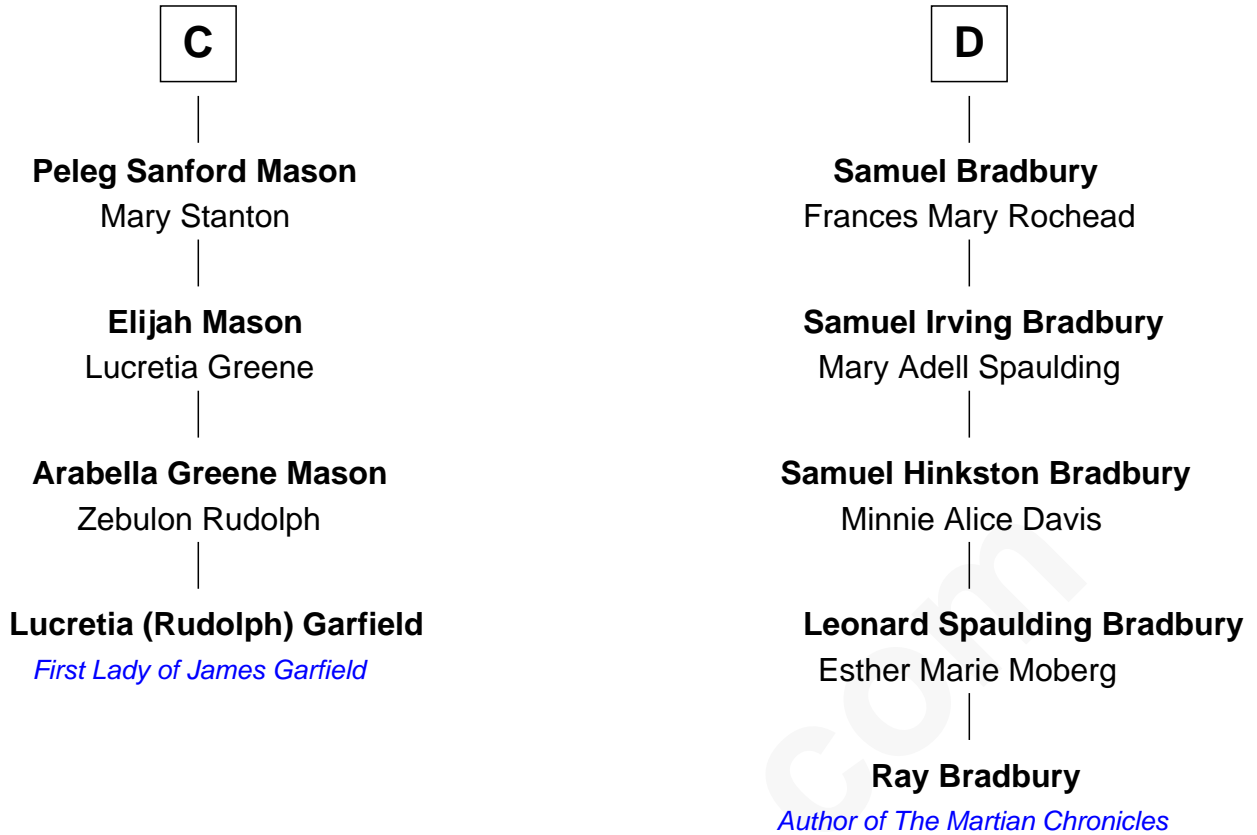 C
Peleg Sanford Mason
Mary Stanton
Elijah Mason
Lucretia Greene
Arabella Greene Mason
Zebulon Rudolph
Lucretia (Rudolph) Garfield
First Lady of James Garfield
D
Samuel Bradbury
Frances Mary Rochead
Samuel Irving Bradbury
Mary Adell Spaulding
Samuel Hinkston Bradbury
Minnie Alice Davis
Leonard Spaulding Bradbury
Esther Marie Moberg
Ray Bradbury
Author of The Martian Chronicles
com